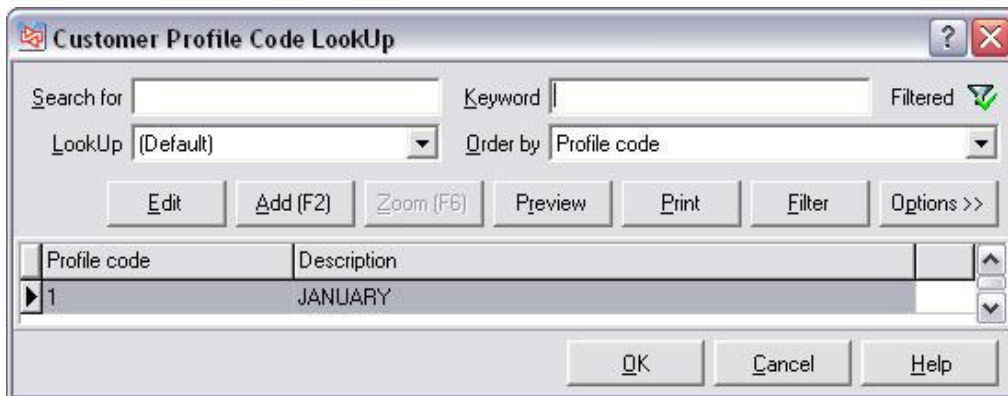 Customer Profile Code LookUp
Search for Keyword Filtered
LookUp (Default) Order by Profile code
Edit Add (F2) Zoom (F6) Preview Print Filter Options >>
Profile code Description
1 JANUARY
OK Cancel Help